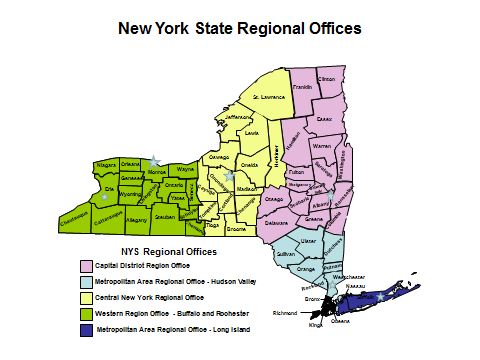 New York State Regional Offices
Clinton
Franklin
St. Lawrence
Essex
Jefferson
Lewis
Hamilton
Herkimer
Warren
Washington
Oswego
Oneida
Fulton
Saratoga
Niagara
Orleans
Monroe
Wayne
Genesee
Onondaga
Madison
Montgomery
Erie
Wyoming
Livingston
Ontario
Seneca
Cayuga
Yates
Otsego
Schoharie
Albany
Rensselaer
Chautauqua
Cattaraugus
Allegany
Steuben
Tompkins
Tioga
Broome
Chenango
Delaware
Greene
Columbia
Ulster
Dutchess
Sullivan
Orange
Putnam
Rockland
Westchester
Nassau
Suffolk
Bronx
Richmond
Kings
Queens
NYS Regional Offices
Capital District Region Office
Metropolitan Area Regional Office - Hudson Valley
Central New York Regional Office
Western Region Office - Buffalo and Rochester
Metropolitan Area Regional Office - Long Island